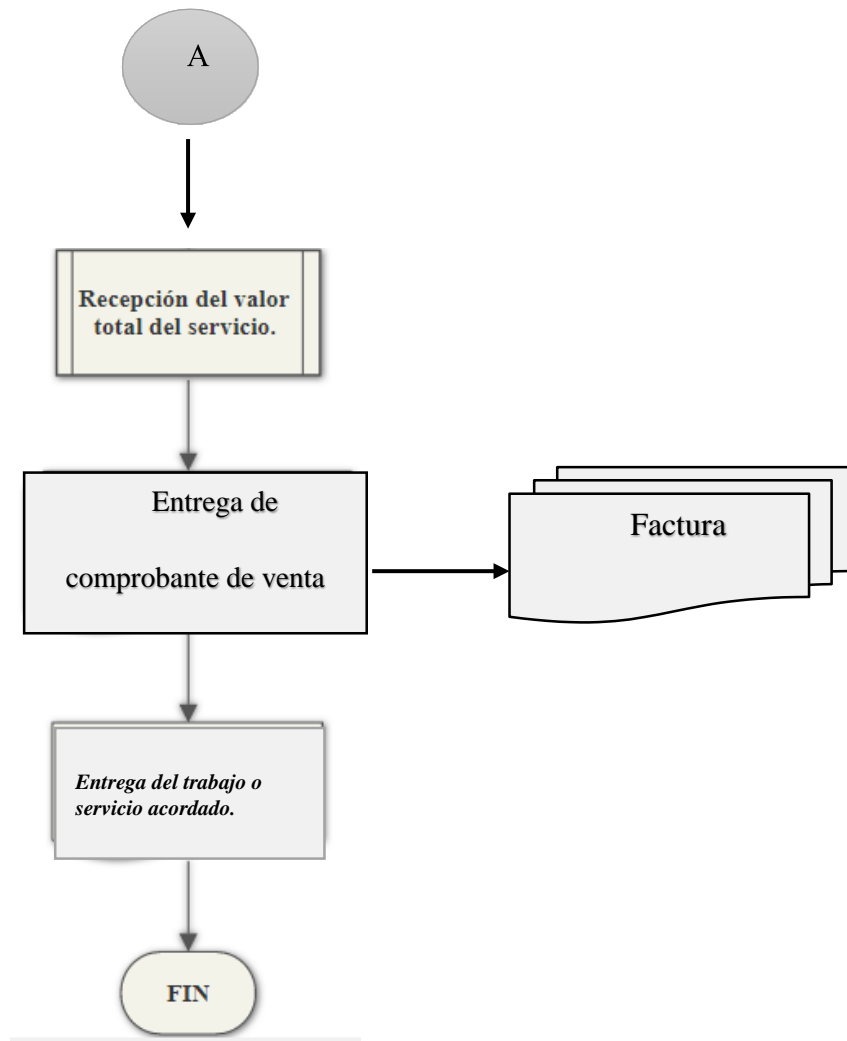 A
Recepción del valor
total del servicio.
Entrega de
comprobante de venta
Factura
Entrega del trabajo o
servicio acordado.
FIN